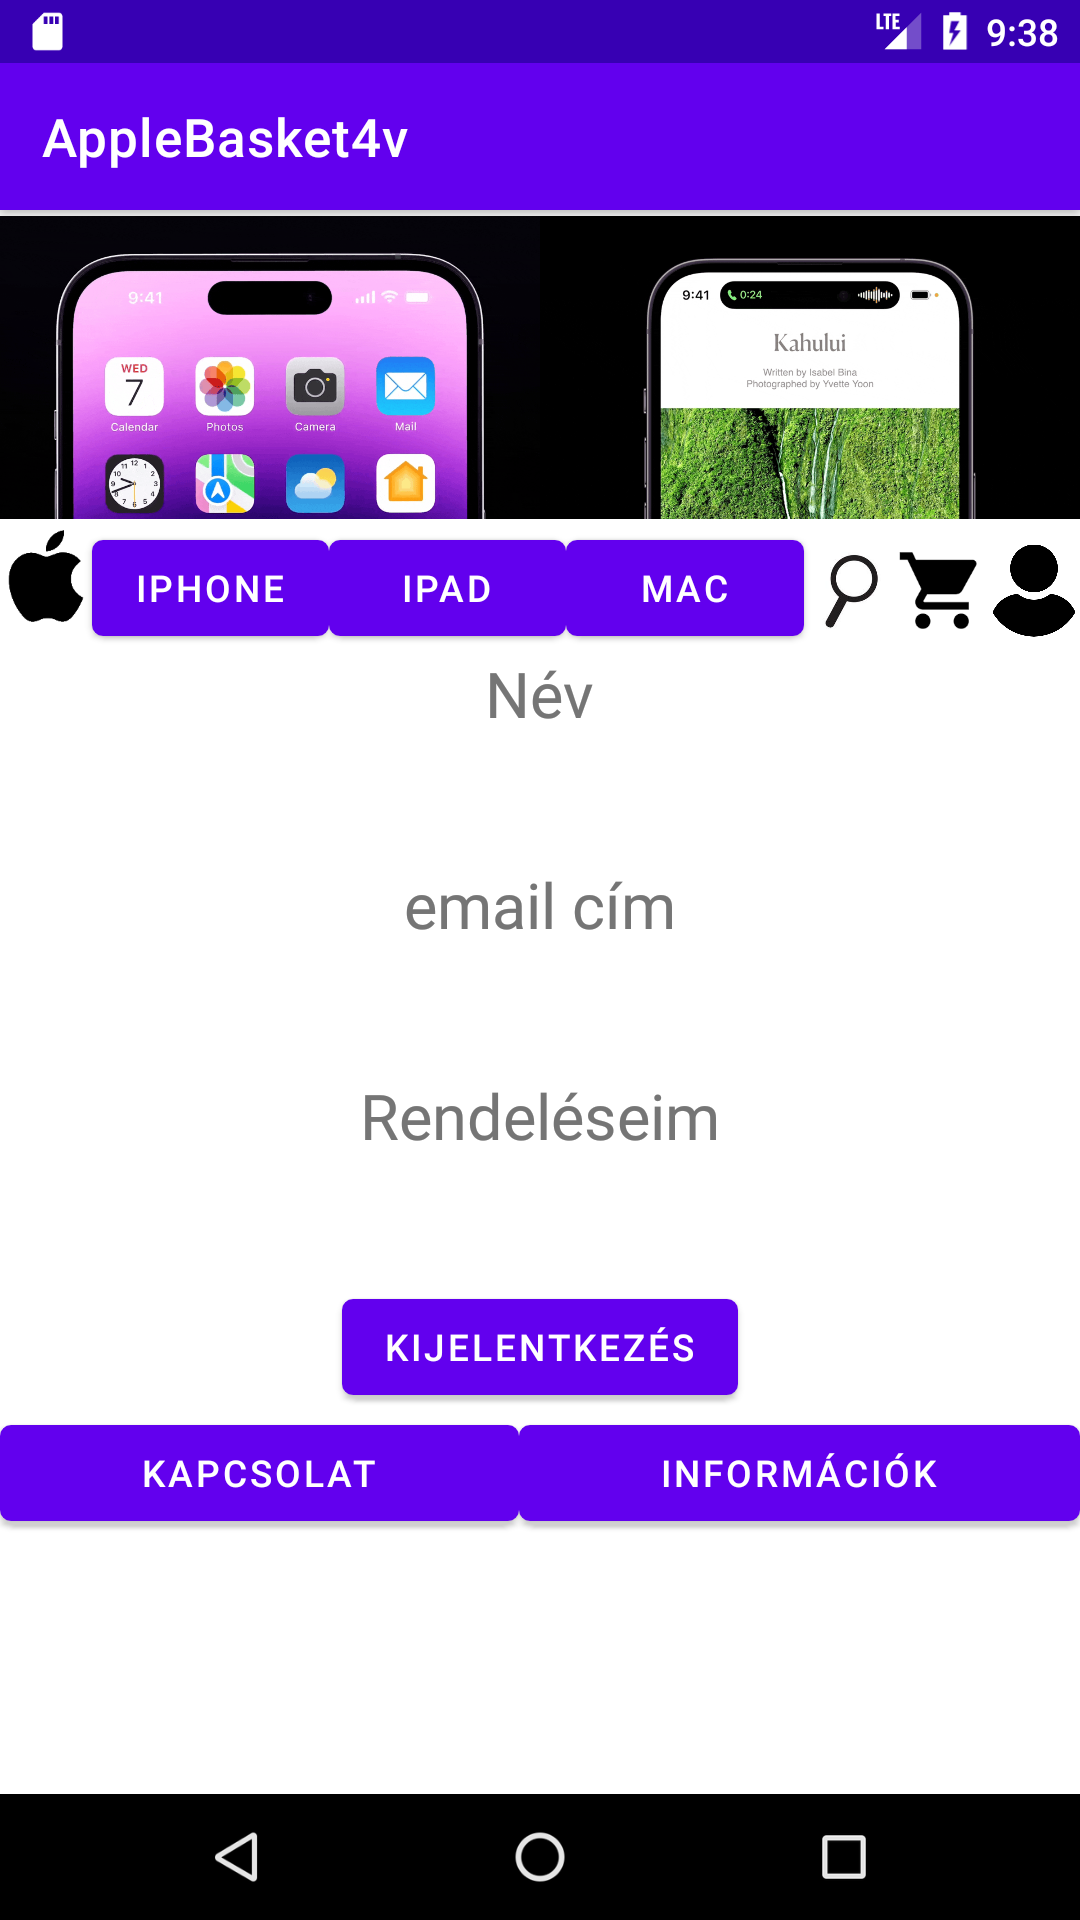 LTE 9:38
AppleBasket4v
9:41
9:41 0:24
Kahului
Written by Isabel Bina
Photographed by Yvette Yoon
WED
7
Calendar Photos Camera Mail
IPHONE IPAD MAC
Név
email cím
Rendeléseim
KIJELENTKEZÉS
KAPCSOLAT INFORMÁCIÓK